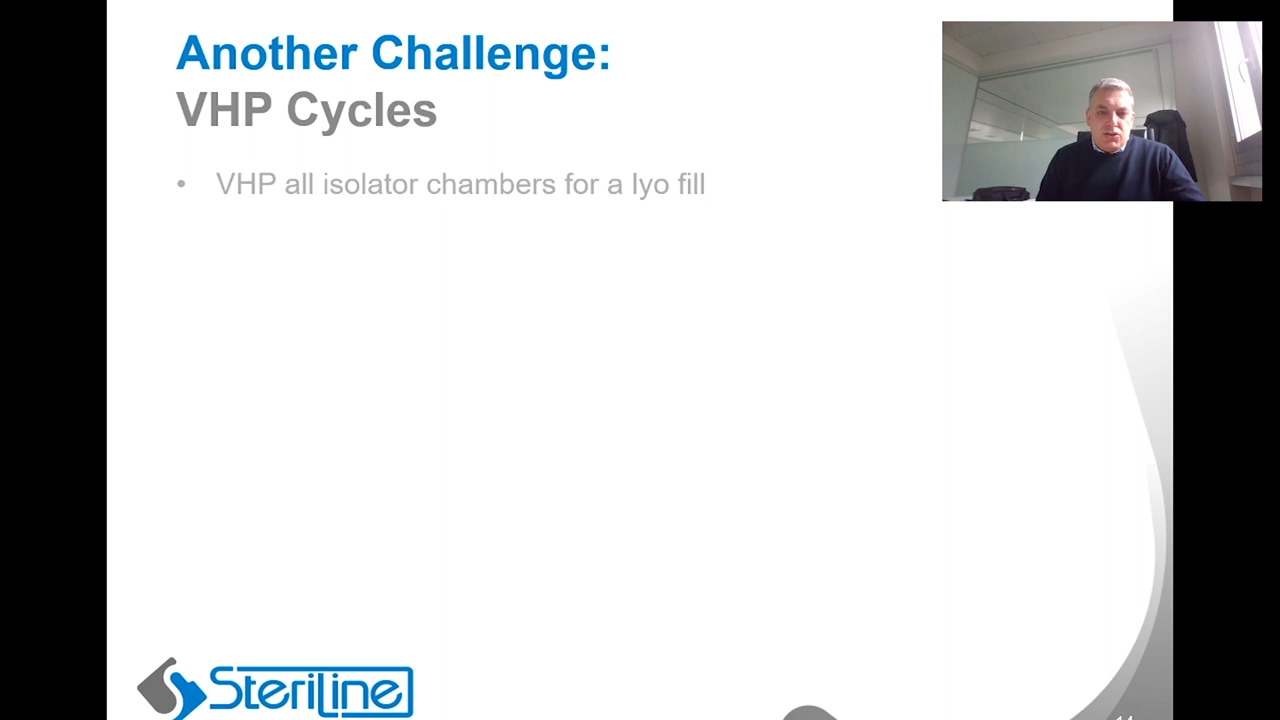 Another Challenge:
VHP Cycles
• VHP all isolator chambers for a lyo fill
SteriLine